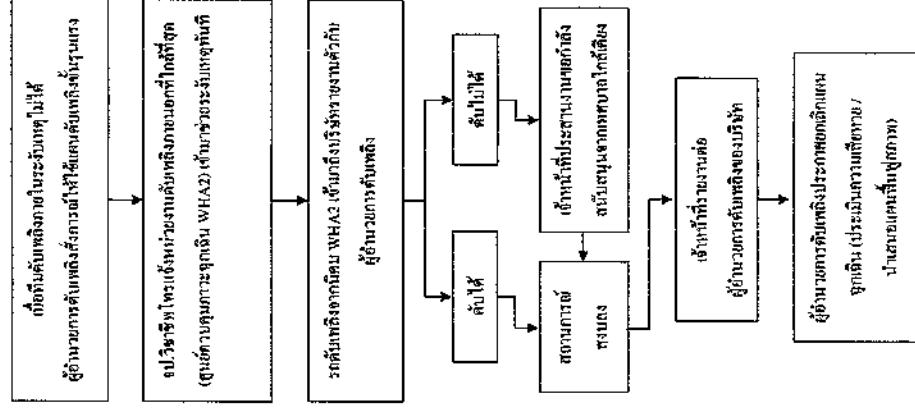 เมื่อทีมดับเพลิงภายในระงับเหตุไม่ได้
ผู้อำนวยการดับเพลิงสั่งการณ์ให้ใช้แผนดับเพลิงขั้นรุนแรง
จป.วิชาชีพโทรแจ้งหน่วยงานดับเพลิงภายนอกที่ใกล้ที่สุด
(ศูนย์ควบคุมภาวะฉุกเฉิน WHA2) เข้ามาช่วยระงับเหตุทันที
รถดับเพลิงจากนิคม WHA2 เข้ามาถึงบริษัทรายงานตัวกับ
ผู้อำนวยการดับเพลิง
ดับได้
ดับไม่ได้
สถานการณ์
สงบลง
เจ้าหน้าที่ประสานงานขอกำลัง
สนับสนุนจากเทศบาลใกล้เคียง
เจ้าหน้าที่รายงานต่อ
ผู้อำนวยการดับเพลิงของบริษัท
ผู้อำนวยการดับเพลิงประกาศยกเลิกแผน
ฉุกเฉิน (ประเมินความเสียหาย /
นำเสนอแผนฟื้นฟูสภาพ)